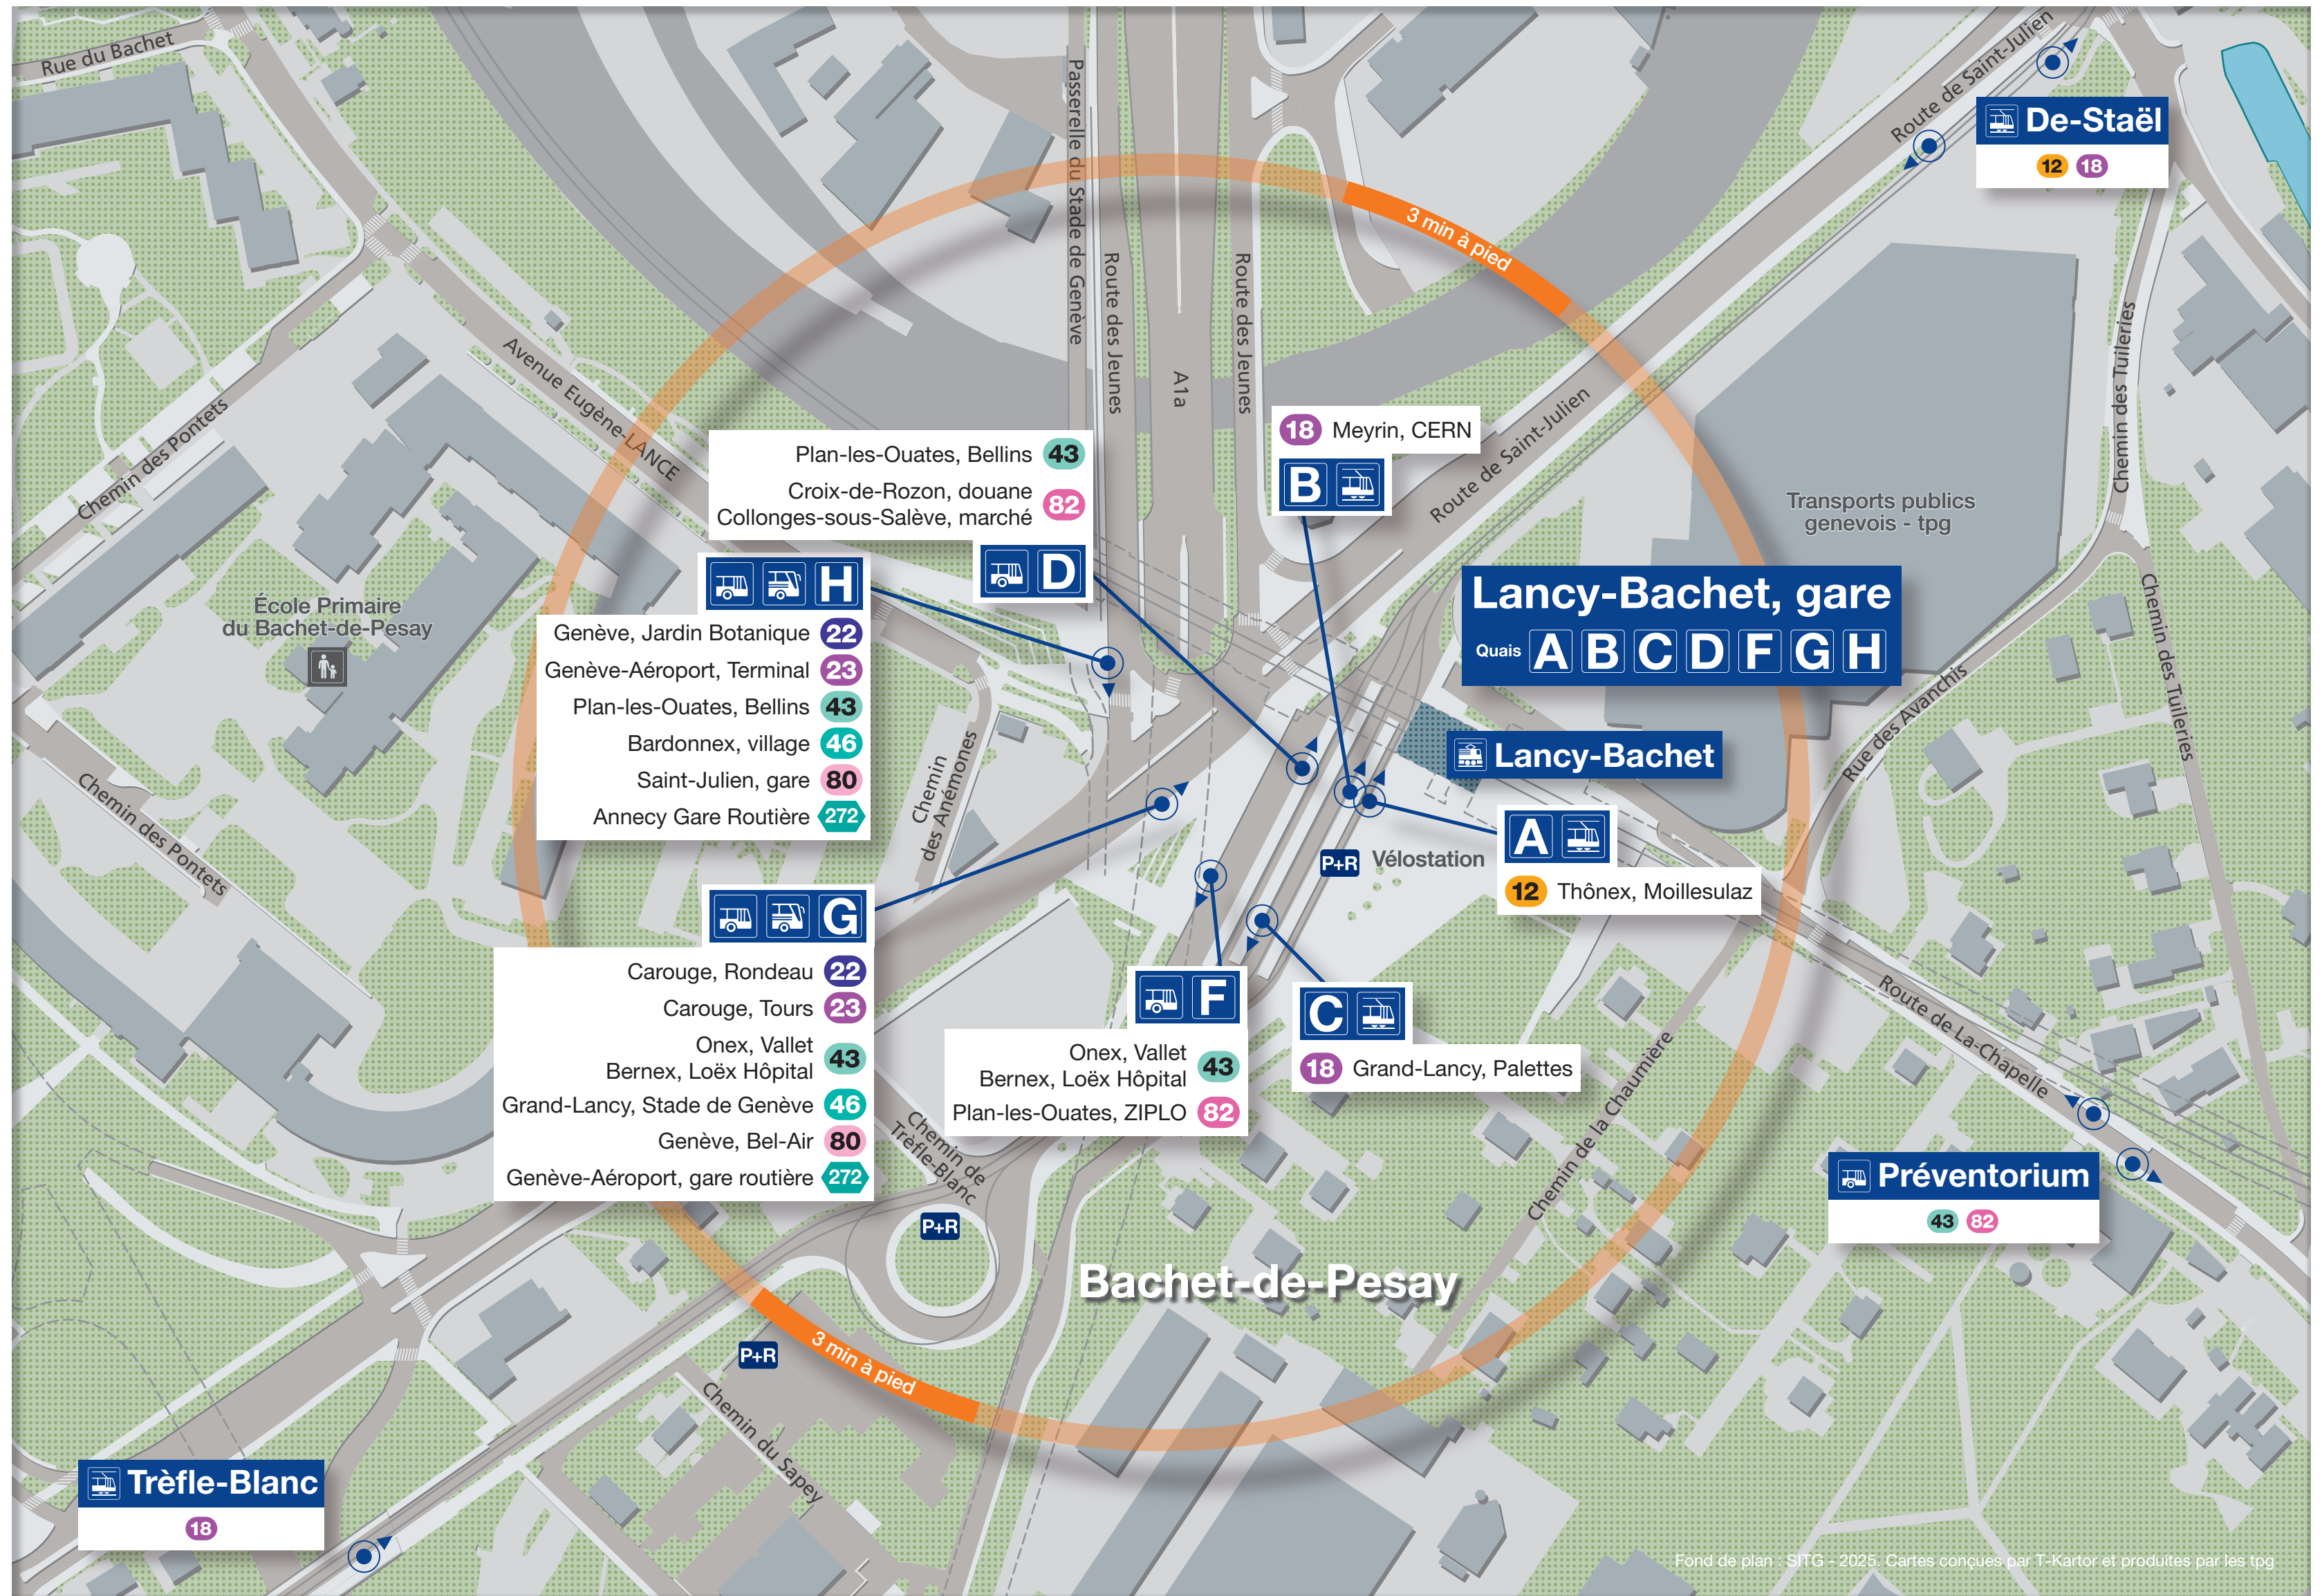 Rue du Bachet
Passerelle du Stade de Genève
Route de Saint-Julien
De-Staël
12 18
3 min à pied
Route des Jeunes
A1a
Route des Jeunes
Avenue Eugène-LANCE
Chemin des Pontets
Chemin des Tuileries
Route de Saint-Julien
18 Meyrin, CERN
B
Plan-les-Ouates, Bellins 43
Croix-de-Rozon, douane
Collonges-sous-Salève, marché 82
D
Transports publics
genevois - tpg
H
Genève, Jardin Botanique 22
Genève-Aéroport, Terminal 23
Plan-les-Ouates, Bellins 43
Bardonnex, village 46
Saint-Julien, gare 80
Annecy Gare Routière 272
École Primaire
du Bachet-de-Pesay
Lancy-Bachet, gare
Quais A B C D F G H
Chemin des Tuileries
Rue des Avanchis
Lancy-Bachet
Chemin
des Anémones
Chemin des Pontets
A
12 Thônex, Moillesulaz
P+R Vélostation
G
Carouge, Rondeau 22
Carouge, Tours 23
Onex, Vallet
Bernex, Loëx Hôpital 43
Grand-Lancy, Stade de Genève 46
Genève, Bel-Air 80
Genève-Aéroport, gare routière 272
F
Onex, Vallet
Bernex, Loëx Hôpital 43
Plan-les-Ouates, ZIPLO 82
C
18 Grand-Lancy, Palettes
Route de La-Chapelle
Chemin de la Chaumière
Chemin de
Trèfle-Blanc
P+R
Préventorium
43 82
Bachet-de-Pesay
P+R
3 min à pied
Chemin du Sapey
Trèfle-Blanc
18
Fond de plan : SITG - 2025. Cartes conçues par T-Kartor et produites par les tpg